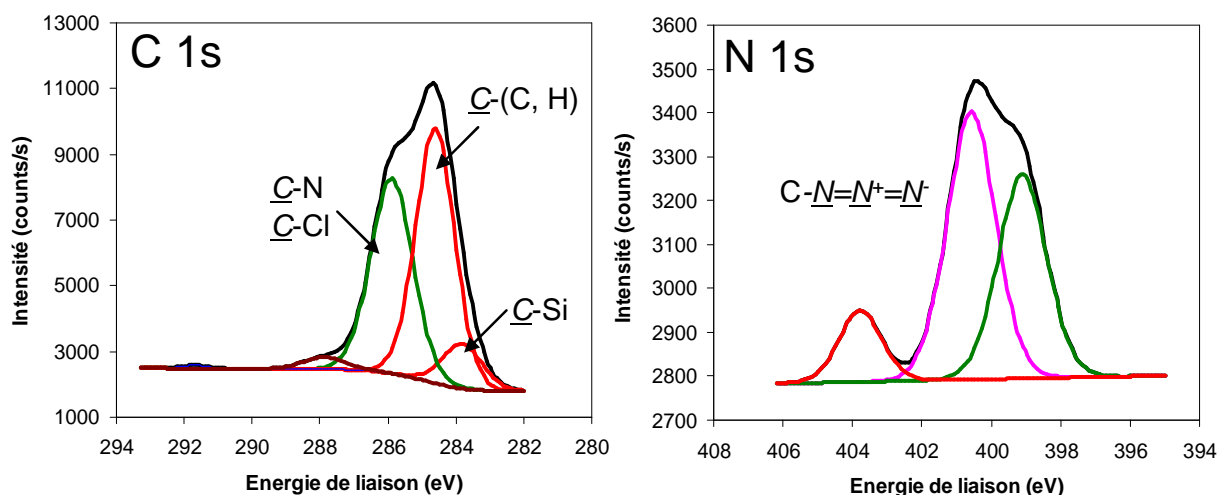 C 1s
13000
11000
9000
7000
5000
3000
1000
Intensité (counts/s)
C-(C, H)
C-N
C-Cl
C-Si
294 292 290 288 286 284 282 280
Energie de liaison (eV)
N 1s
3600
3500
3400
3300
3200
3100
3000
2900
2800
2700
Intensité (counts/s)
C-N=N⁺=N⁻
408 406 404 402 400 398 396 394
Energie de liaison (eV)